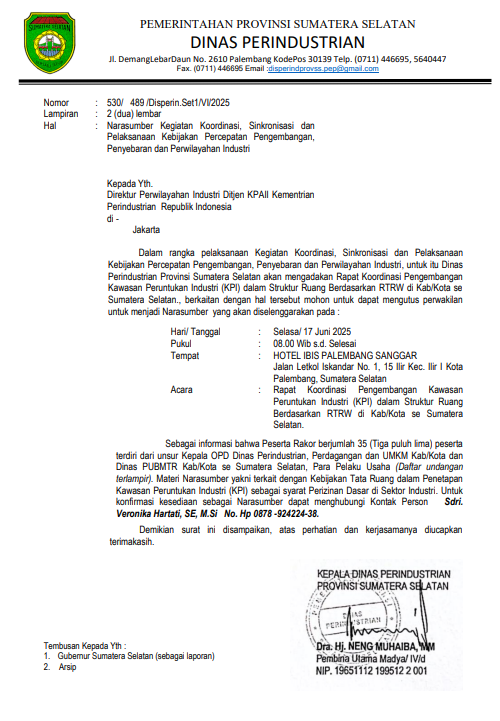 SUMATERA SELATAN
PEMERINTAHAN PROVINSI SUMATERA SELATAN
DINAS PERINDUSTRIAN
Jl. DemangLebarDaun No. 2610 Palembang KodePos 30139 Telp. (0711) 446695, 5640447
Fax. (0711) 446695 Email :disperindprovss.pep@gmail.com
Nomor : 530/ 489 /Disperin.Set1/VI/2025
Lampiran : 2 (dua) lembar
Hal : Narasumber Kegiatan Koordinasi, Sinkronisasi dan
Pelaksanaan Kebijakan Percepatan Pengembangan,
Penyebaran dan Perwilayahan Industri
Kepada Yth.
Direktur Perwilayahan Industri Ditjen KPAII Kementrian
Perindustrian Republik Indonesia
di -
Jakarta
Dalam rangka pelaksanaan Kegiatan Koordinasi, Sinkronisasi dan Pelaksanaan
Kebijakan Percepatan Pengembangan, Penyebaran dan Perwilayahan Industri, untuk itu Dinas
Perindustrian Provinsi Sumatera Selatan akan mengadakan Rapat Koordinasi Pengembangan
Kawasan Peruntukan Industri (KPI) dalam Struktur Ruang Berdasarkan RTRW di Kab/Kota se
Sumatera Selatan., berkaitan dengan hal tersebut mohon untuk dapat mengutus perwakilan
untuk menjadi Narasumber yang akan diselenggarakan pada :
Hari/ Tanggal : Selasa/ 17 Juni 2025
Pukul : 08.00 Wib s.d. Selesai
Tempat : HOTEL IBIS PALEMBANG SANGGAR
Jalan Letkol Iskandar No. 1, 15 Ilir Kec. Ilir I Kota
Palembang, Sumatera Selatan
Acara : Rapat Koordinasi Pengembangan Kawasan
Peruntukan Industri (KPI) dalam Struktur Ruang
Berdasarkan RTRW di Kab/Kota se Sumatera
Selatan.
Sebagai informasi bahwa Peserta Rakor berjumlah 35 (Tiga puluh lima) peserta
terdiri dari unsur Kepala OPD Dinas Perindustrian, Perdagangan dan UMKM Kab/Kota dan
Dinas PUBMTR Kab/Kota se Sumatera Selatan, Para Pelaku Usaha (Daftar undangan
terlampir). Materi Narasumber yakni terkait dengan Kebijakan Tata Ruang dalam Penetapan
Kawasan Peruntukan Industri (KPI) sebagai syarat Perizinan Dasar di Sektor Industri. Untuk
konfirmasi kesediaan sebagai Narasumber dapat menghubungi Kontak Person Sdri.
Veronika Hartati, SE, M.Si No. Hp 0878 -924224-38.
Demikian surat ini disampaikan, atas perhatian dan kerjasamanya diucapkan
terimakasih.
KEPALA DINAS PERINDUSTRIAN
PROVINSI SUMATERA SELATAN
DINAS
PERINDUSTRIAN
Dra. Hj. NENG MUHAIBA, MM
Pembina Utama Madya/ IV/d
NIP. 19651112 199512 2 001
Tembusan Kepada Yth :
1. Gubernur Sumatera Selatan (sebagai laporan)
2. Arsip